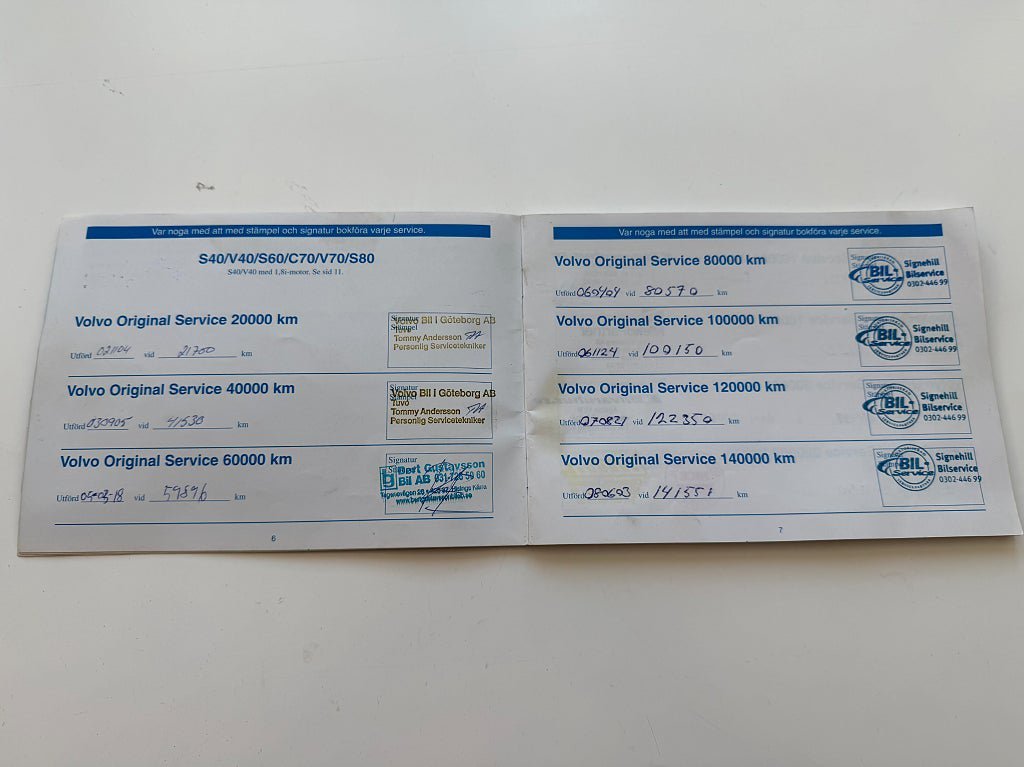 Var noga med att med stämpel och signatur bokföra varje service.
S40/V40/S60/C70/V70/S80
S40/V40 med 1,8i-motor. Se sid 11.
Volvo Original Service 20000 km
Utförd 021104 vid 21700 km
Signatur
Stämpel
Volvo Bil I Göteborg AB
Tuvo
Tommy Andersson
Personlig Servicetekniker
Volvo Original Service 40000 km
Utförd 030905 vid 41530 km
Signatur
Stämpel
Volvo Bil I Göteborg AB
Tuvo
Tommy Andersson
Personlig Servicetekniker
Volvo Original Service 60000 km
Utförd vid 59896 km
Signatur
Bert Gustavsson
Bil AB
6
Var noga med att med stämpel och signatur bokföra varje service.
Volvo Original Service 80000 km
Utförd vid 80570 km
BIL-
Service
Signehill
Bilservice
0302-446 99
Volvo Original Service 100000 km
Utförd 061124 vid 100150 km
BIL-
Service
Signehill
Bilservice
0302-446 99
Volvo Original Service 120000 km
Utförd 070821 vid 122350 km
BIL-
Service
Signehill
Bilservice
0302-446 99
Volvo Original Service 140000 km
Utförd 080603 vid 141551 km
BIL-
Service
Signehill
Bilservice
0302-446 99
7